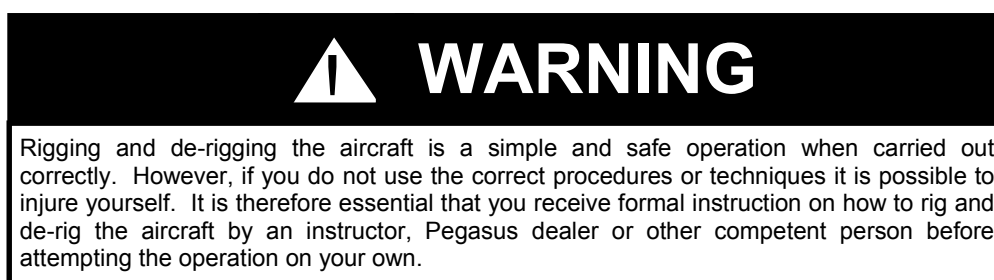 WARNING
Rigging and de-rigging the aircraft is a simple and safe operation when carried out
correctly. However, if you do not use the correct procedures or techniques it is possible to
injure yourself. It is therefore essential that you receive formal instruction on how to rig and
de-rig the aircraft by an instructor, Pegasus dealer or other competent person before
attempting the operation on your own.